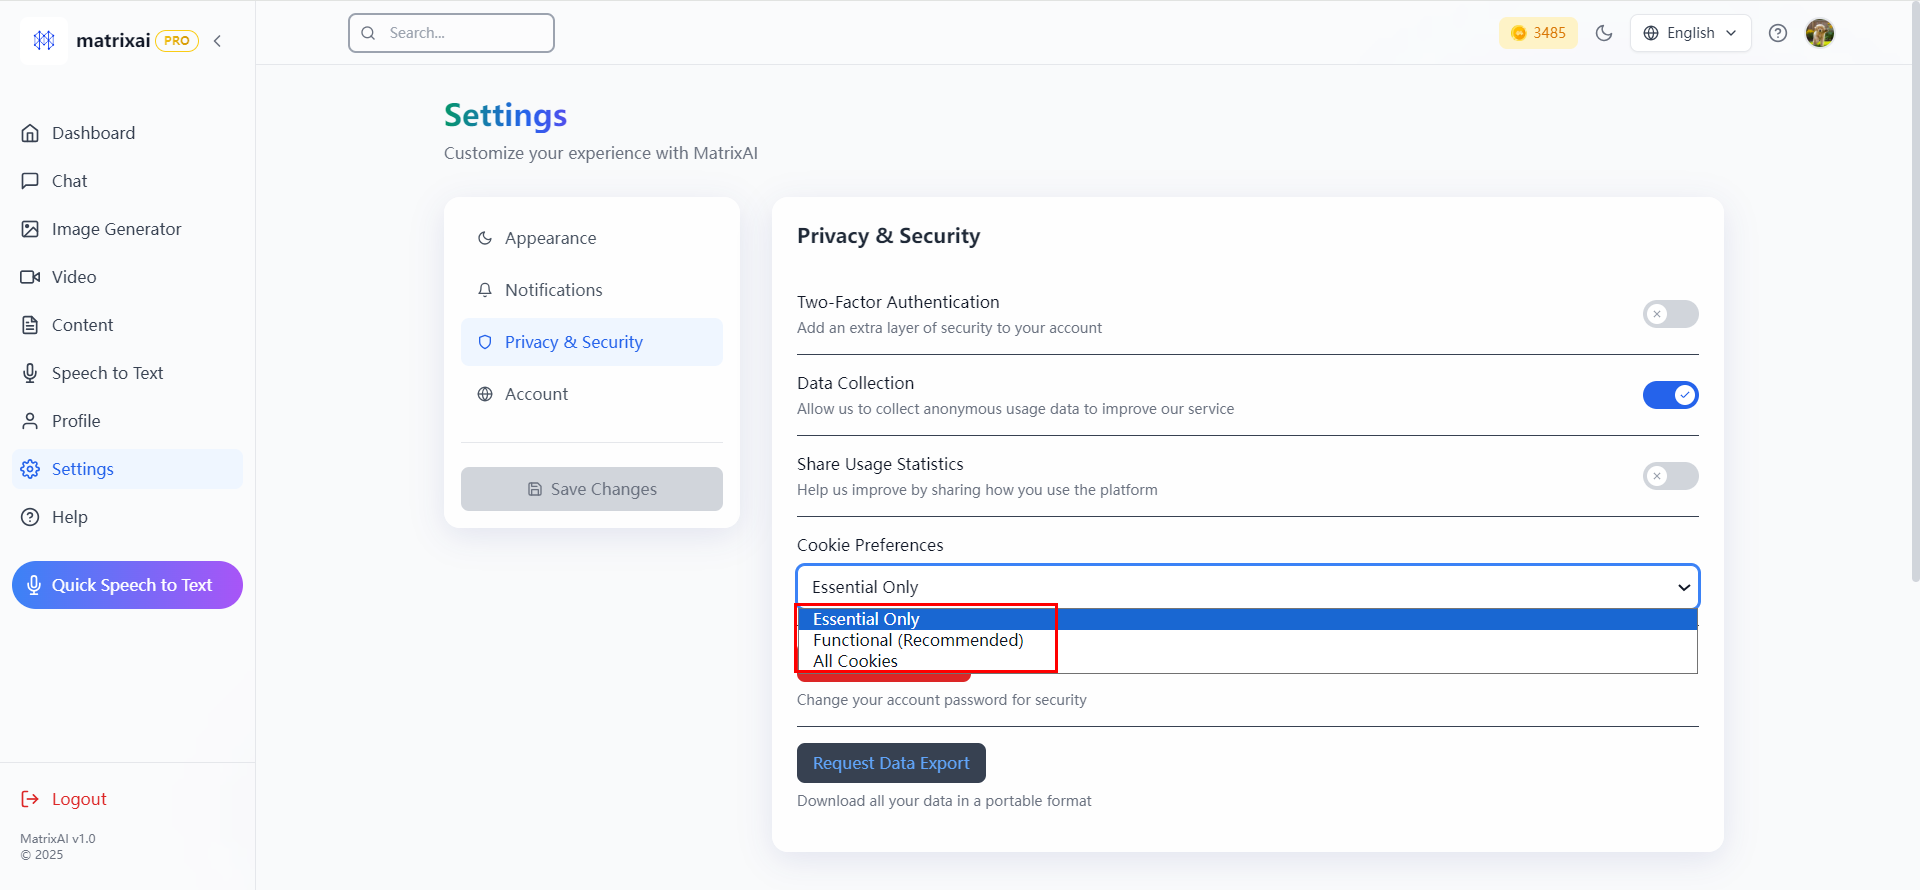 matrixai PRO
Search...
3485
English
Dashboard
Chat
Image Generator
Video
Content
Speech to Text
Profile
Settings
Help
Quick Speech to Text
Logout
MatrixAI v1.0
© 2025
Settings
Customize your experience with MatrixAI
Appearance
Notifications
Privacy & Security
Account
Save Changes
Privacy & Security
Two-Factor Authentication
Add an extra layer of security to your account
Data Collection
Allow us to collect anonymous usage data to improve our service
Share Usage Statistics
Help us improve by sharing how you use the platform
Cookie Preferences
Essential Only
Essential Only
Functional (Recommended)
All Cookies
Change your account password for security
Request Data Export
Download all your data in a portable format